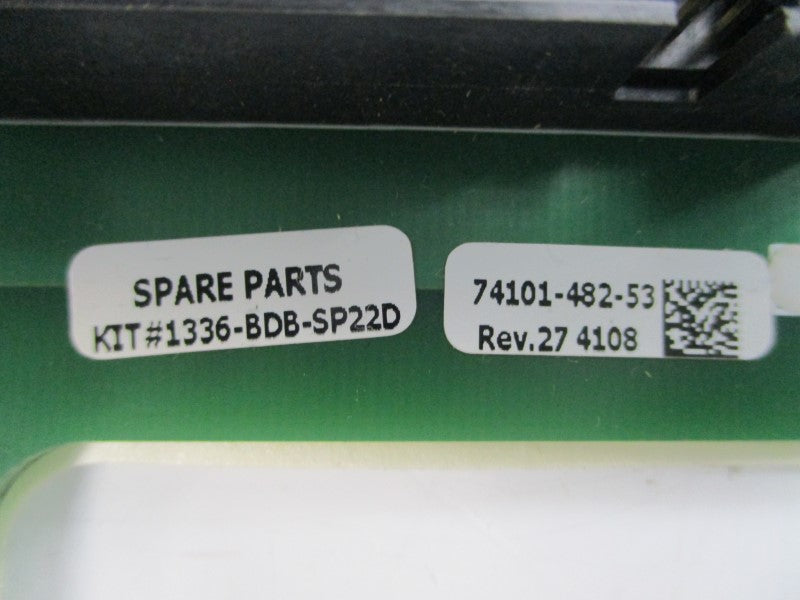 SPARE PARTS
KIT#1336-BDB-SP22D
74101-482-53
Rev.27 4108